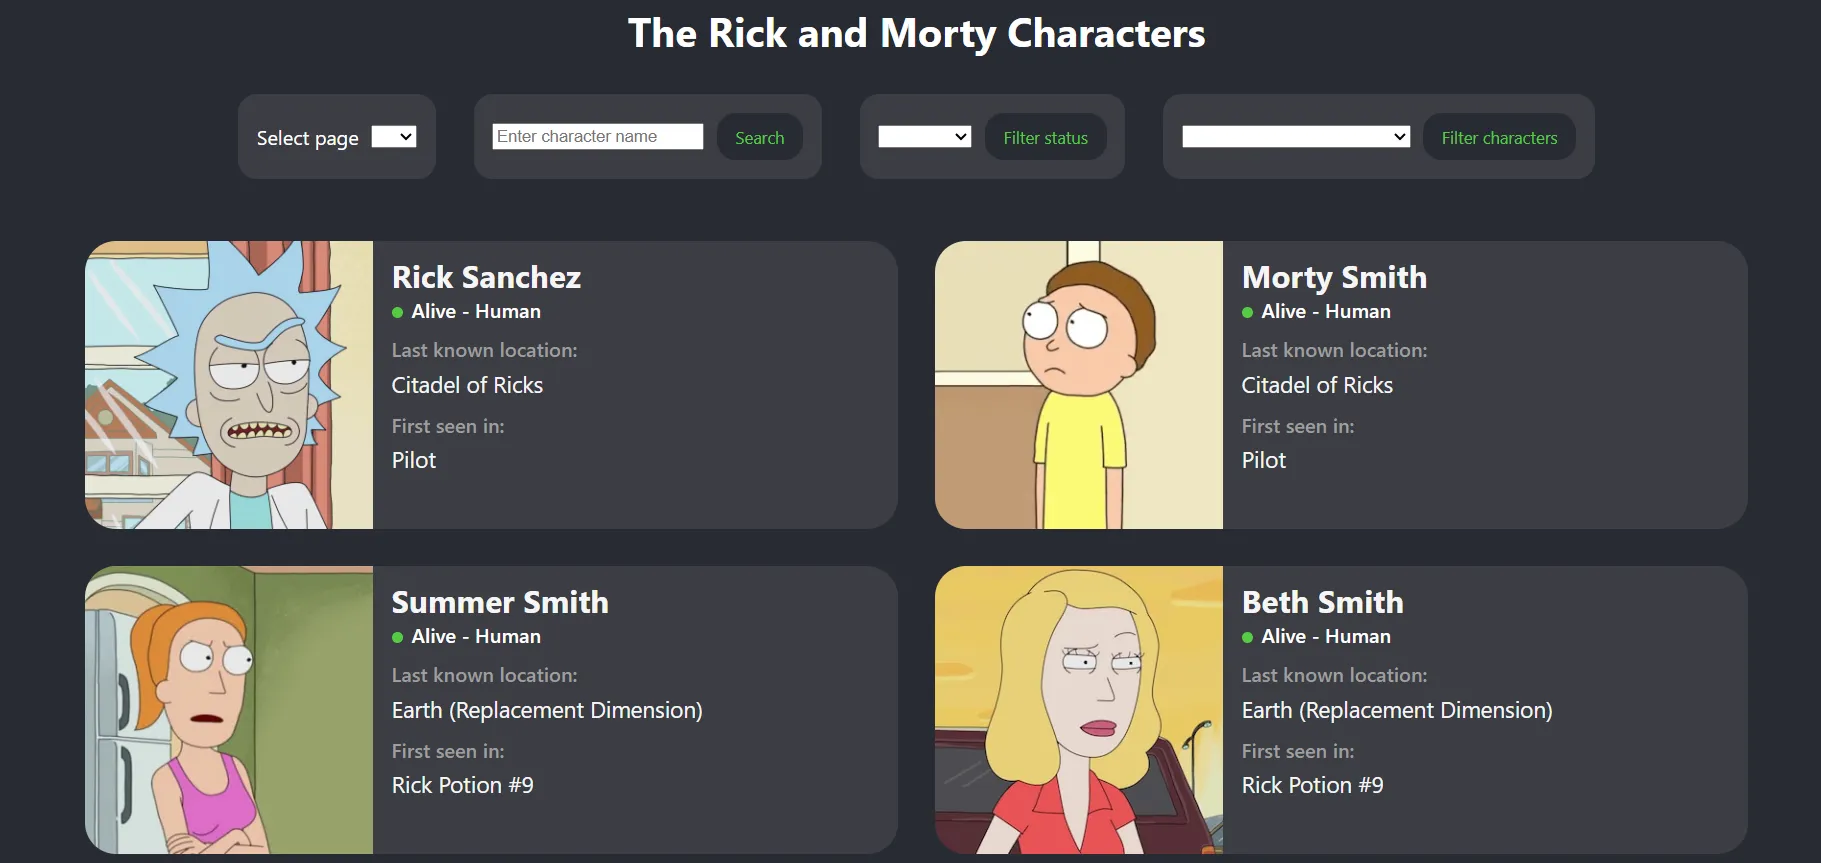 The Rick and Morty Characters
Select page
Enter character name
Search
Filter status
Filter characters
Rick Sanchez
Alive - Human
Last known location:
Citadel of Ricks
First seen in:
Pilot
Morty Smith
Alive - Human
Last known location:
Citadel of Ricks
First seen in:
Pilot
Summer Smith
Alive - Human
Last known location:
Earth (Replacement Dimension)
First seen in:
Rick Potion #9
Beth Smith
Alive - Human
Last known location:
Earth (Replacement Dimension)
First seen in:
Rick Potion #9